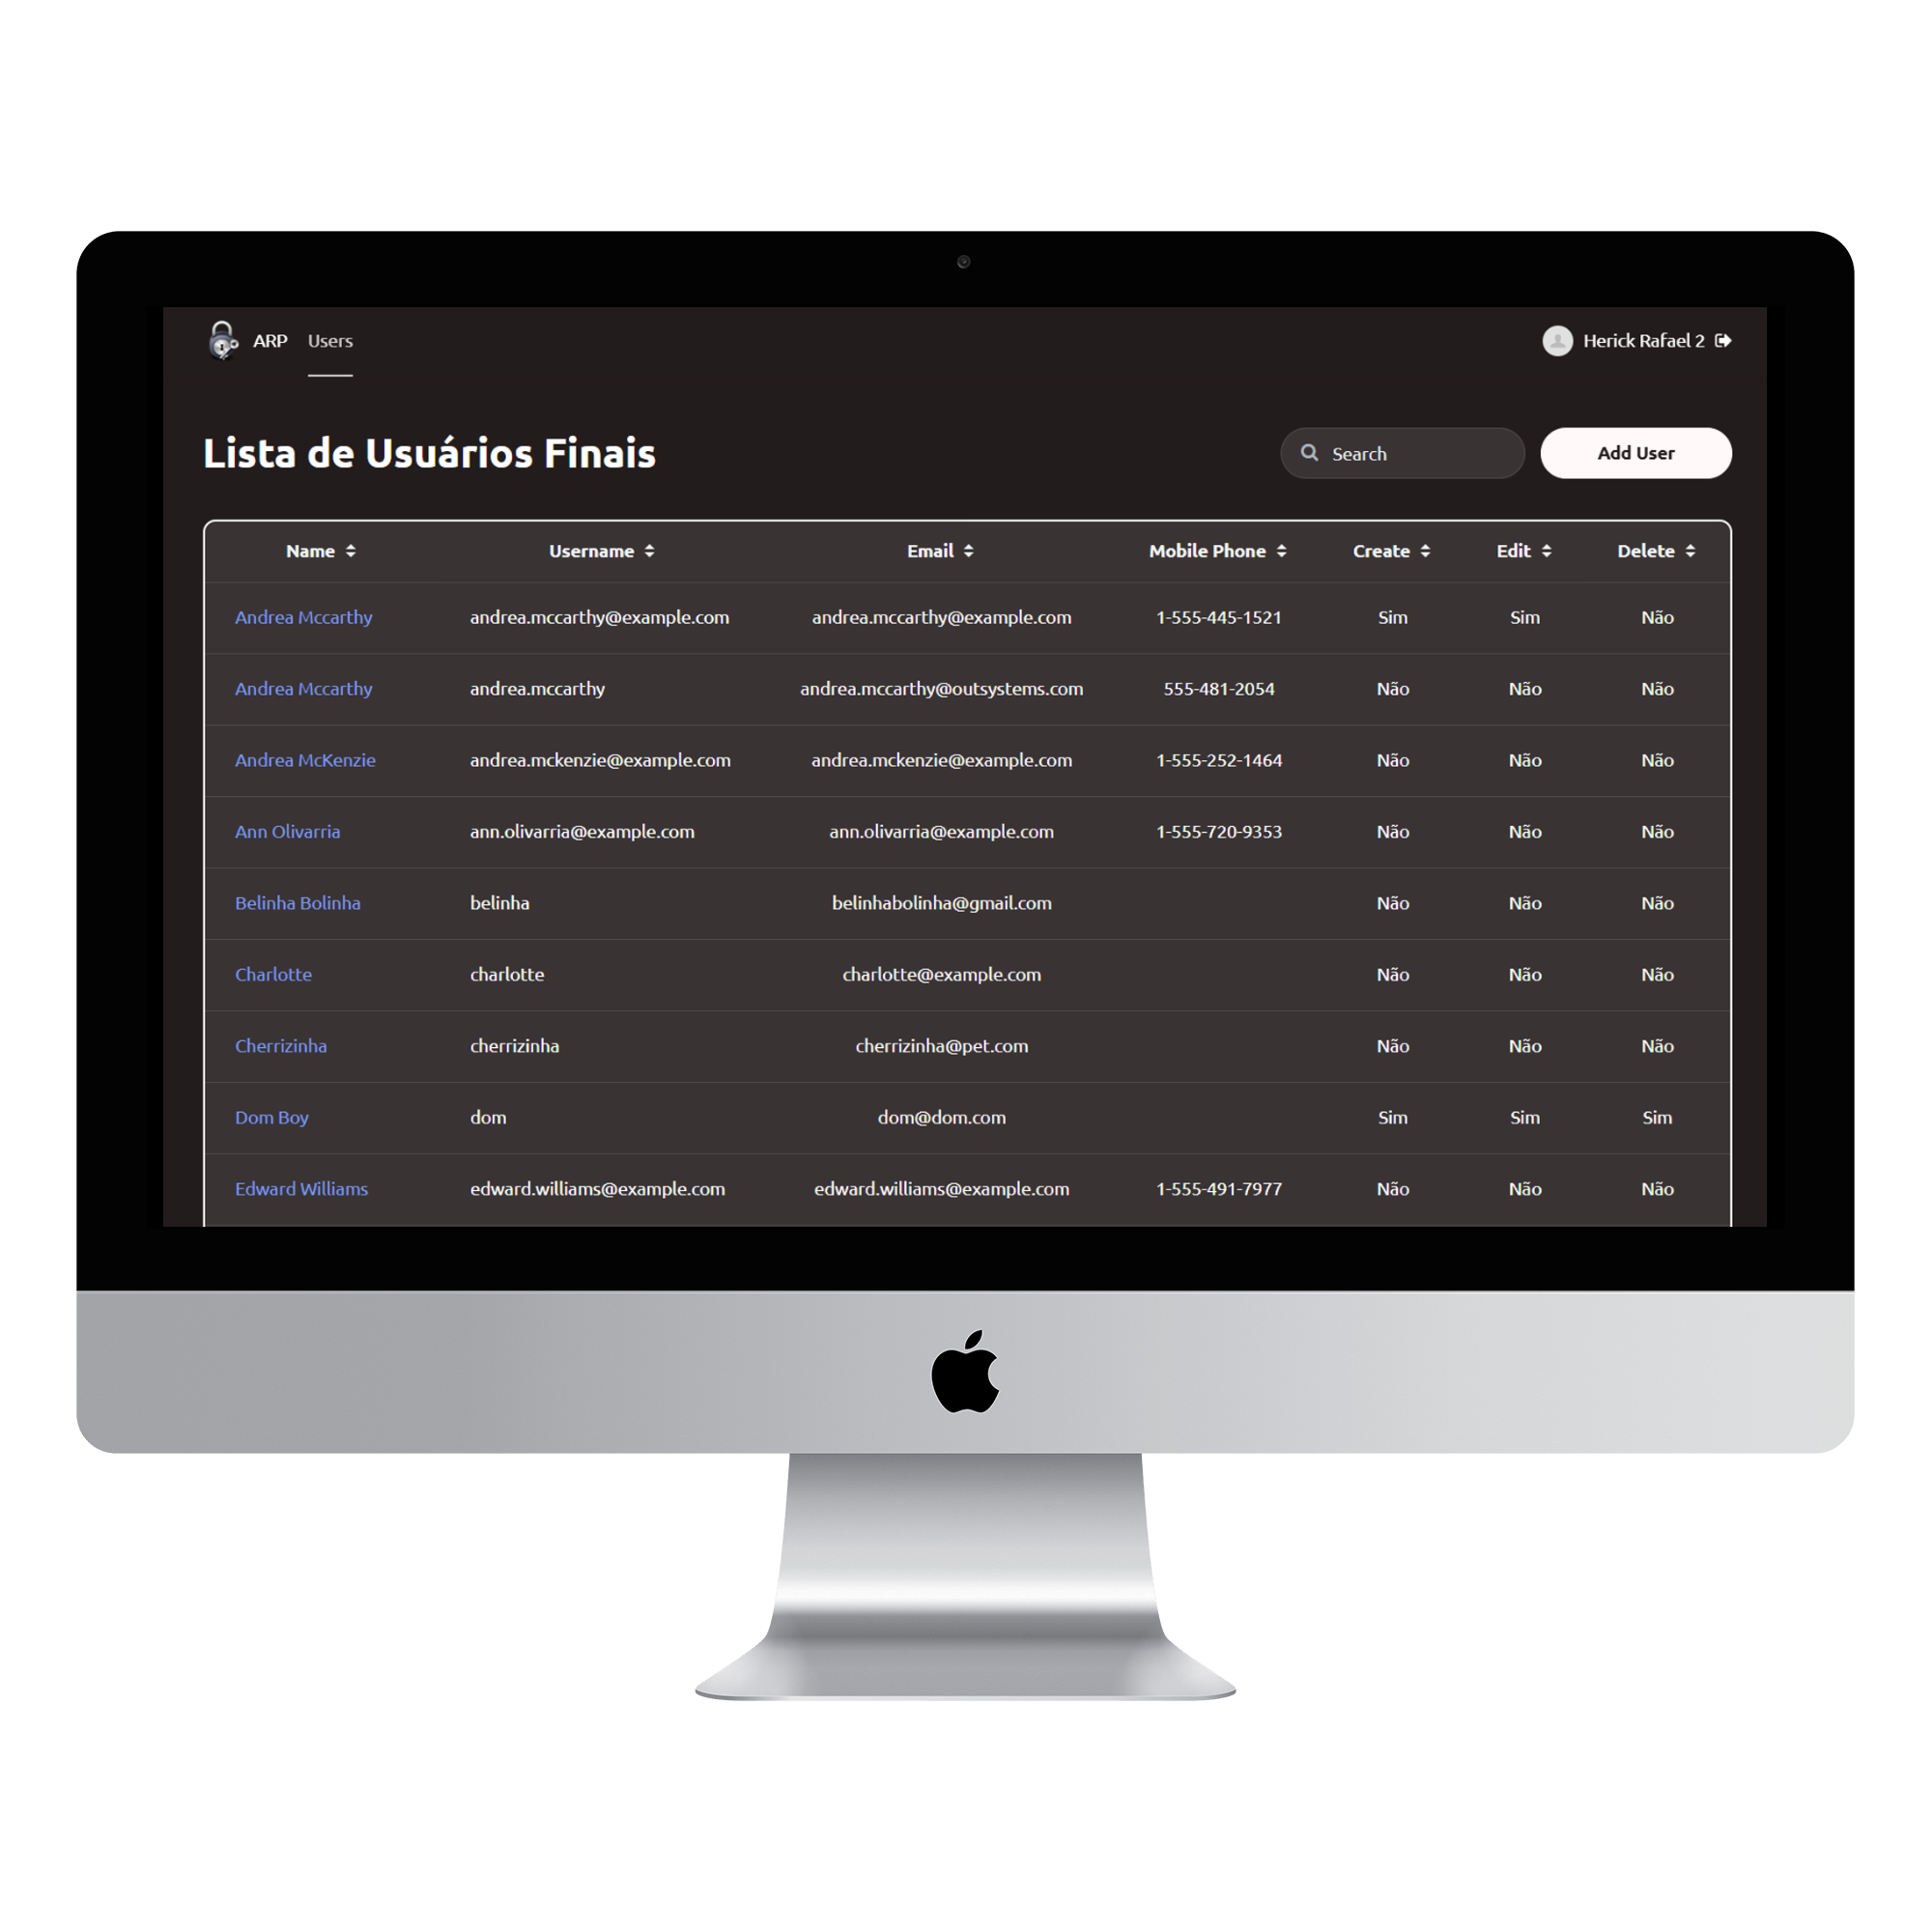 ARP Users Herick Rafael 2
Lista de Usuários Finais Search Add User
Name Username Email Mobile Phone Create Edit Delete
Andrea Mccarthy andrea.mccarthy@example.com andrea.mccarthy@example.com 1-555-445-1521 Sim Sim Não
Andrea Mccarthy andrea.mccarthy andrea.mccarthy@outsystems.com 555-481-2054 Não Não Não
Andrea McKenzie andrea.mckenzie@example.com andrea.mckenzie@example.com 1-555-252-1464 Não Não Não
Ann Olivarria ann.olivarria@example.com ann.olivarria@example.com 1-555-720-9353 Não Não Não
Belinha Bolinha belinha belinhabolinha@gmail.com Não Não Não
Charlotte charlotte charlotte@example.com Não Não Não
Cherrizinha cherrizinha cherrizinha@pet.com Não Não Não
Dom Boy dom dom@dom.com Sim Sim Sim
Edward Williams edward.williams@example.com edward.williams@example.com 1-555-491-7977 Não Não Não